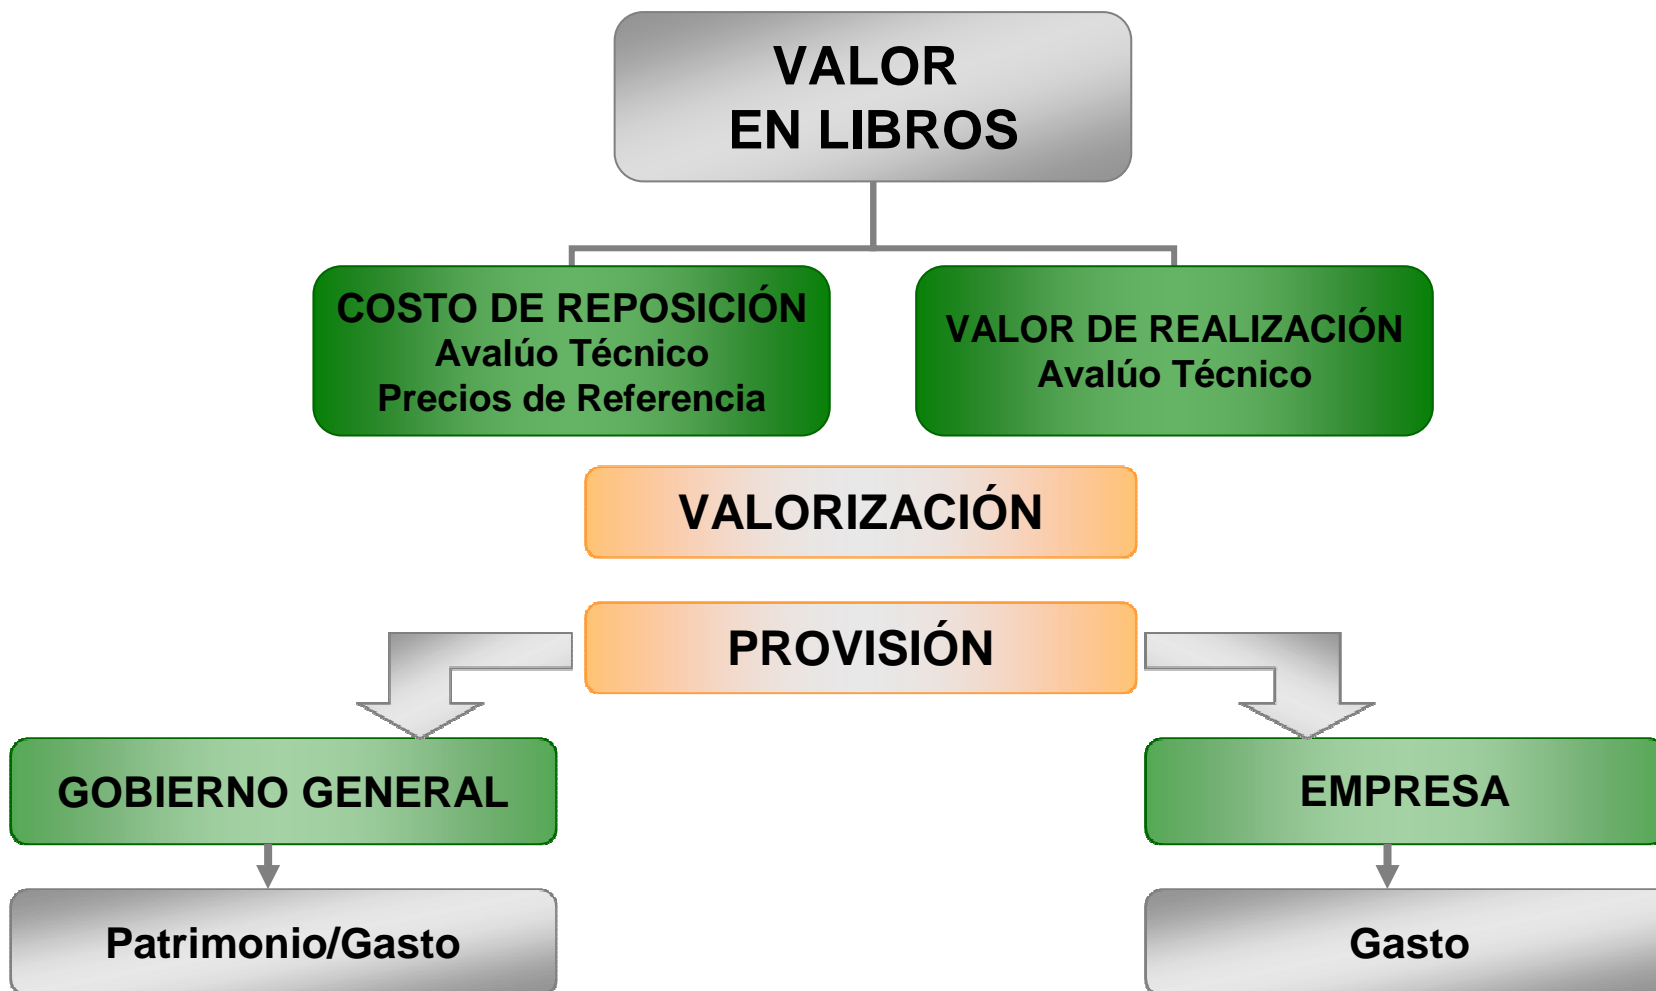 VALOR
EN LIBROS
COSTO DE REPOSICIÓN
Avalúo Técnico
Precios de Referencia
VALOR DE REALIZACIÓN
Avalúo Técnico
VALORIZACIÓN
PROVISIÓN
GOBIERNO GENERAL
EMPRESA
Patrimonio/Gasto
Gasto